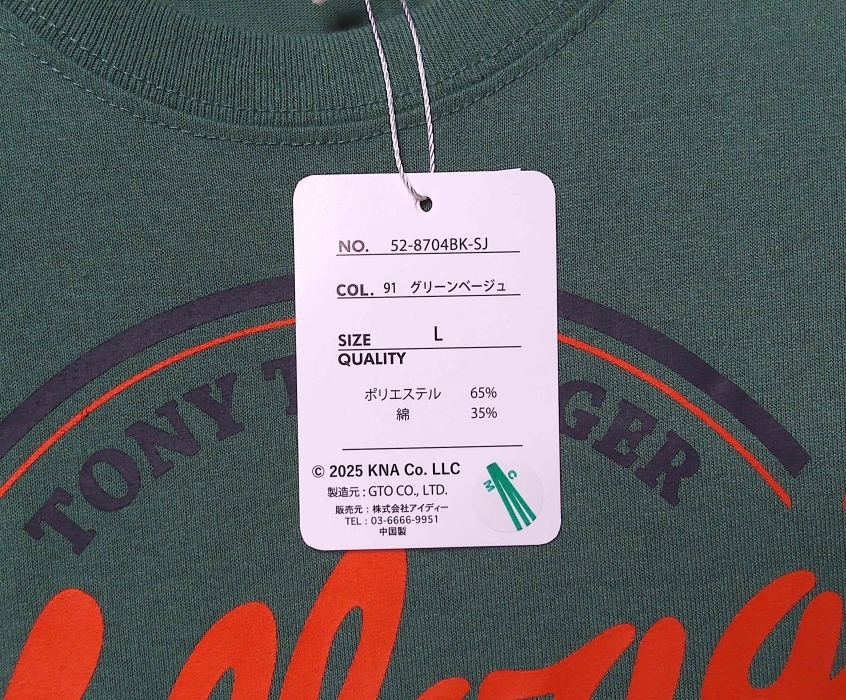 NO. 52-8704BK-SJ
COL. 91 グリーンベージュ
SIZE L
QUALITY
ポリエステル 65%
綿 35%
© 2025 KNA Co. LLC
製造元 : GTO CO., LTD.
販売元 : 株式会社アイディー
TEL : 03-6666-9951
中国製
M C
TONY T GER